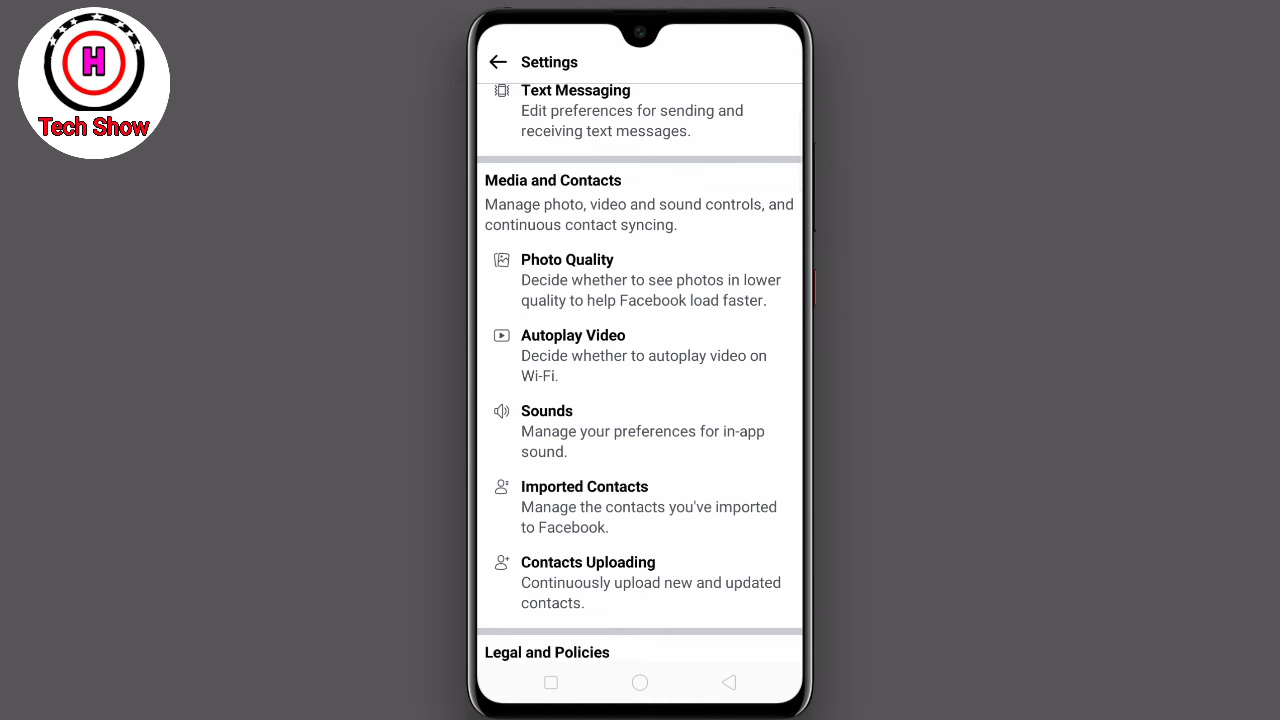 H
Tech Show
Settings
Text Messaging
Edit preferences for sending and
receiving text messages.
Media and Contacts
Manage photo, video and sound controls, and
continuous contact syncing.
Photo Quality
Decide whether to see photos in lower
quality to help Facebook load faster.
Autoplay Video
Decide whether to autoplay video on
Wi-Fi.
Sounds
Manage your preferences for in-app
sound.
Imported Contacts
Manage the contacts you've imported
to Facebook.
Contacts Uploading
Continuously upload new and updated
contacts.
Legal and Policies